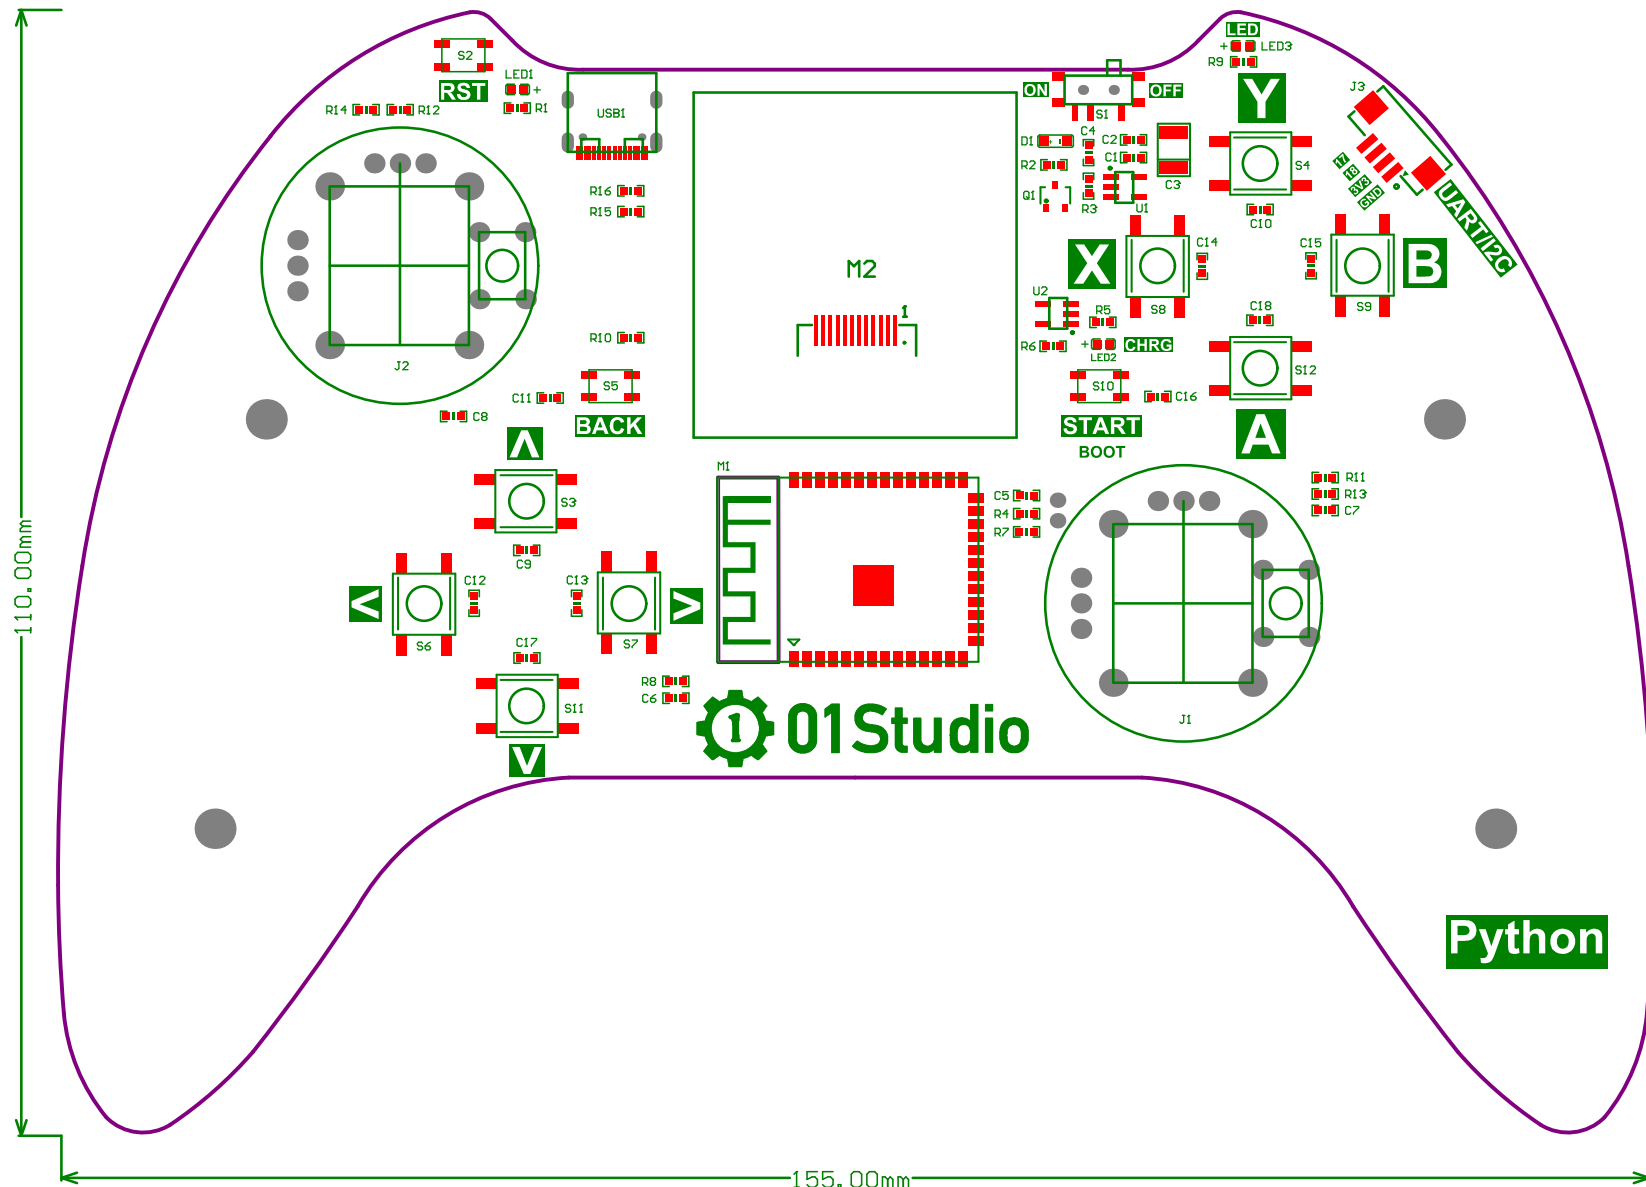 LED
S2
LED3
+
R9
LED1
RST
+
ON
OFF
Y
J3
R14
R12
R1
USB1
S1
C4
D1
C2
R2
C1
S4
17
18
3V3
GND
C3
R16
Q1
R15
R3
U1
UART/I2C
C10
X
C14
C15
B
M2
U2
1
R5
S8
C18
S9
R10
R6
+
CHRG
LED2
J2
S5
S10
S12
C11
C16
C8
BACK
START
A
BOOT
<
M1
R11
S3
C5
R13
R4
C7
R7
C9
C12
C13
<
>
S6
C17
S7
R8
C6
S11
1
01Studio
J1
>
110.00mm
Python
155.00mm